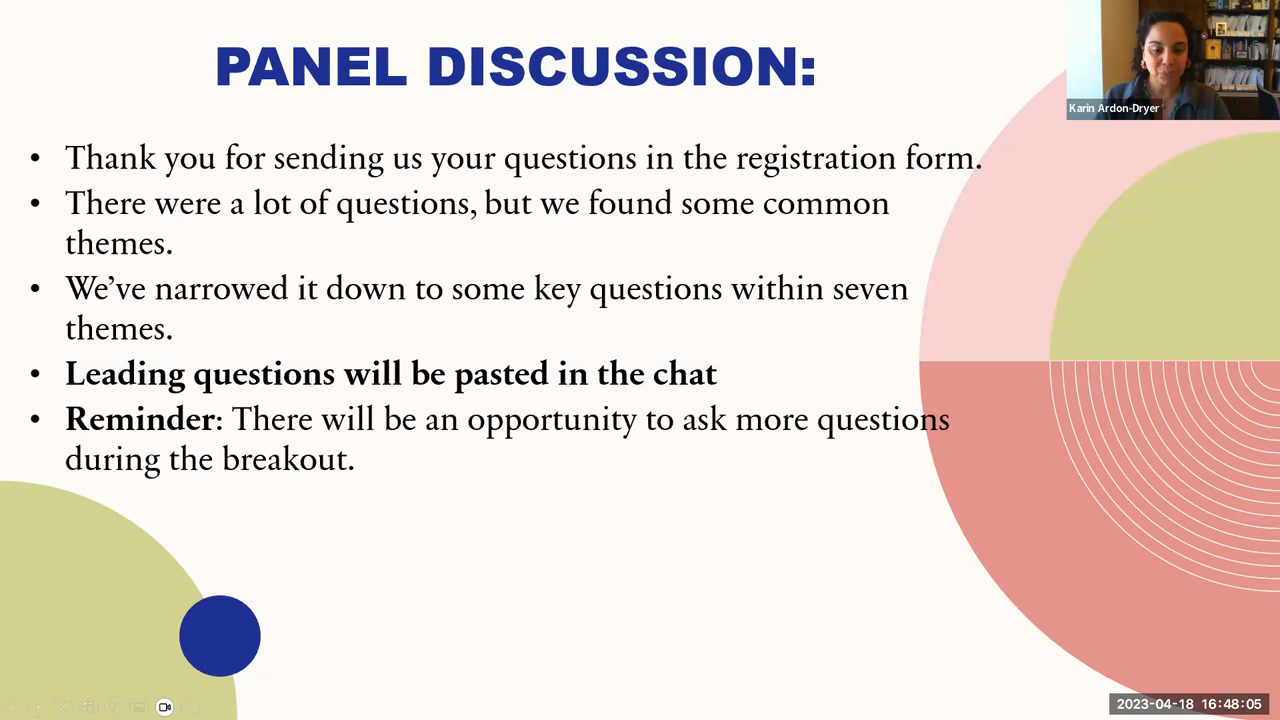 PANEL DISCUSSION:
Karin Ardon-Dryer
• Thank you for sending us your questions in the registration form.
• There were a lot of questions, but we found some common
themes.
• We’ve narrowed it down to some key questions within seven
themes.
• Leading questions will be pasted in the chat
• Reminder: There will be an opportunity to ask more questions
during the breakout.
2023-04-18 16:48:05